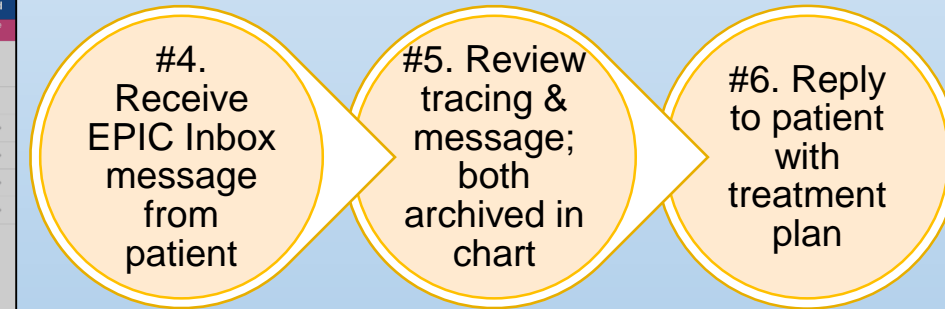 #4.
Receive
EPIC Inbox
message
from
patient
#5. Review
tracing &
message;
both
archived in
chart
#6. Reply
to patient
with
treatment
plan